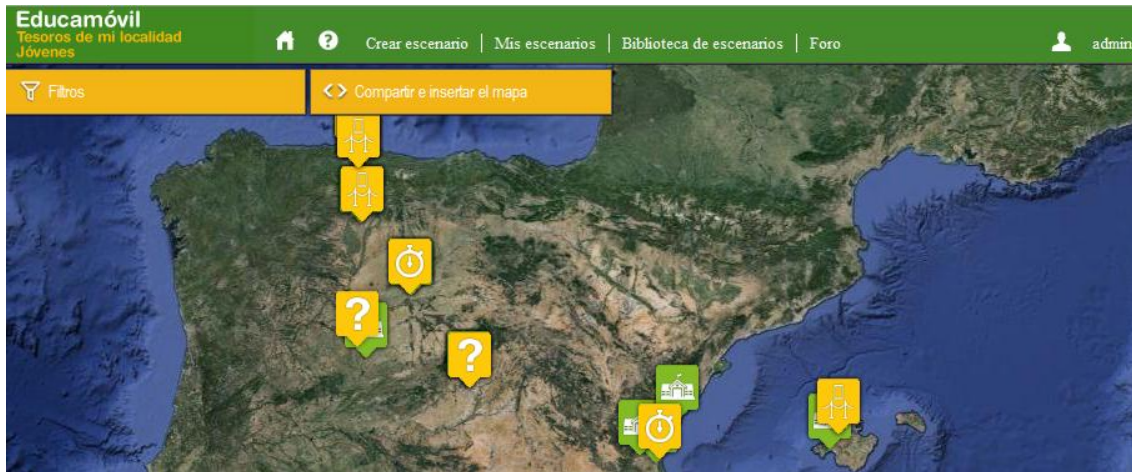 Educamóvil
Tesoros de mi localidad
Jóvenes
? Crear escenario | Mis escenarios | Biblioteca de escenarios | Foro admin
Filtros <> Compartir e insertar el mapa
?
?